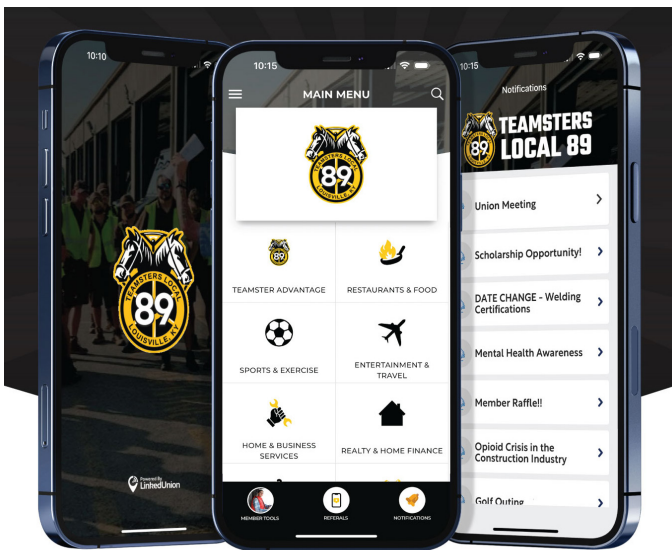 10:10
TEAMSTERS LOCAL
89
LOUISVILLE, KY
Powered By
LinkedUnion
10:15
MAIN MENU
TEAMSTERS LOCAL
89
LOUISVILLE, KY
TEAMSTER ADVANTAGE
RESTAURANTS & FOOD
SPORTS & EXERCISE
ENTERTAINMENT &
TRAVEL
HOME & BUSINESS
SERVICES
REALTY & HOME FINANCE
MEMBER TOOLS
REFERALS
NOTIFICATIONS
10:15
Notifications
89
TEAMSTERS
LOCAL 89
Union Meeting
Scholarship Opportunity!
DATE CHANGE - Welding
Certifications
Mental Health Awareness
Member Raffle!!
Opioid Crisis in the
Construction Industry
Golf Outing